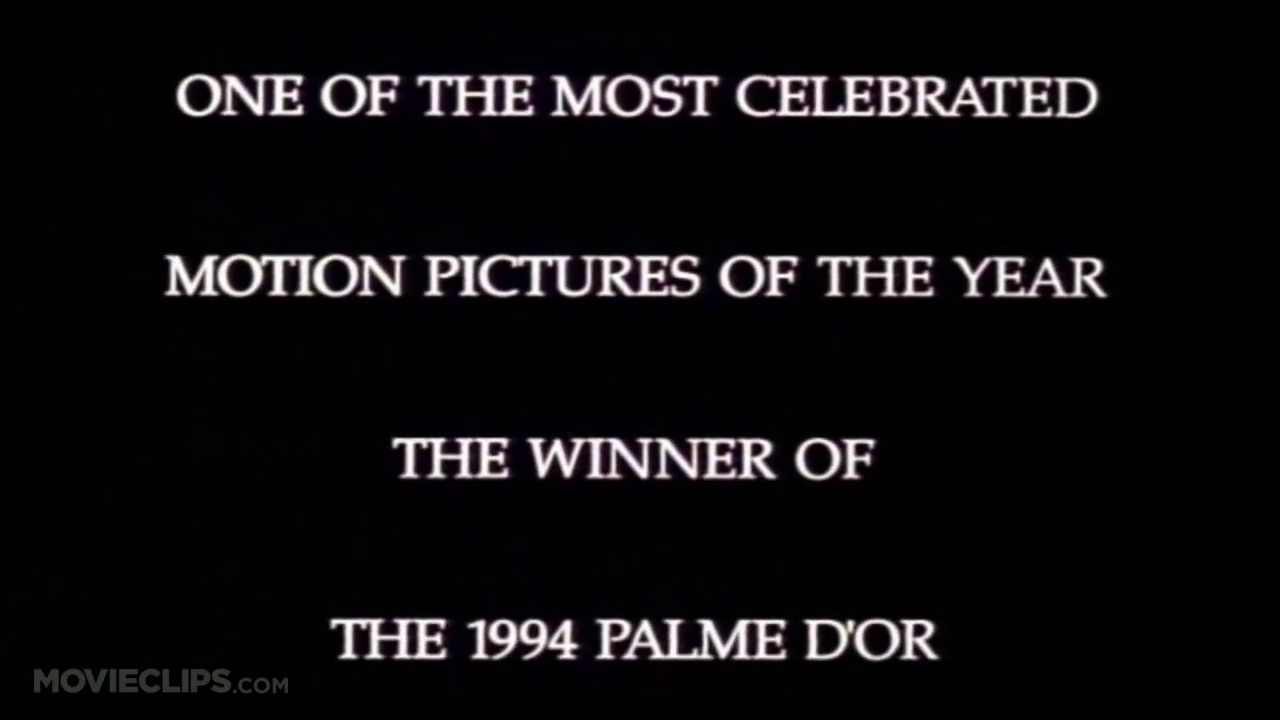 ONE OF THE MOST CELEBRATED
MOTION PICTURES OF THE YEAR
THE WINNER OF
THE 1994 PALME D'OR
MOVIECLIPS.COM